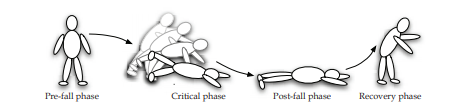 Pre-fall phase
Critical phase
Post-fall phase
Recovery phase